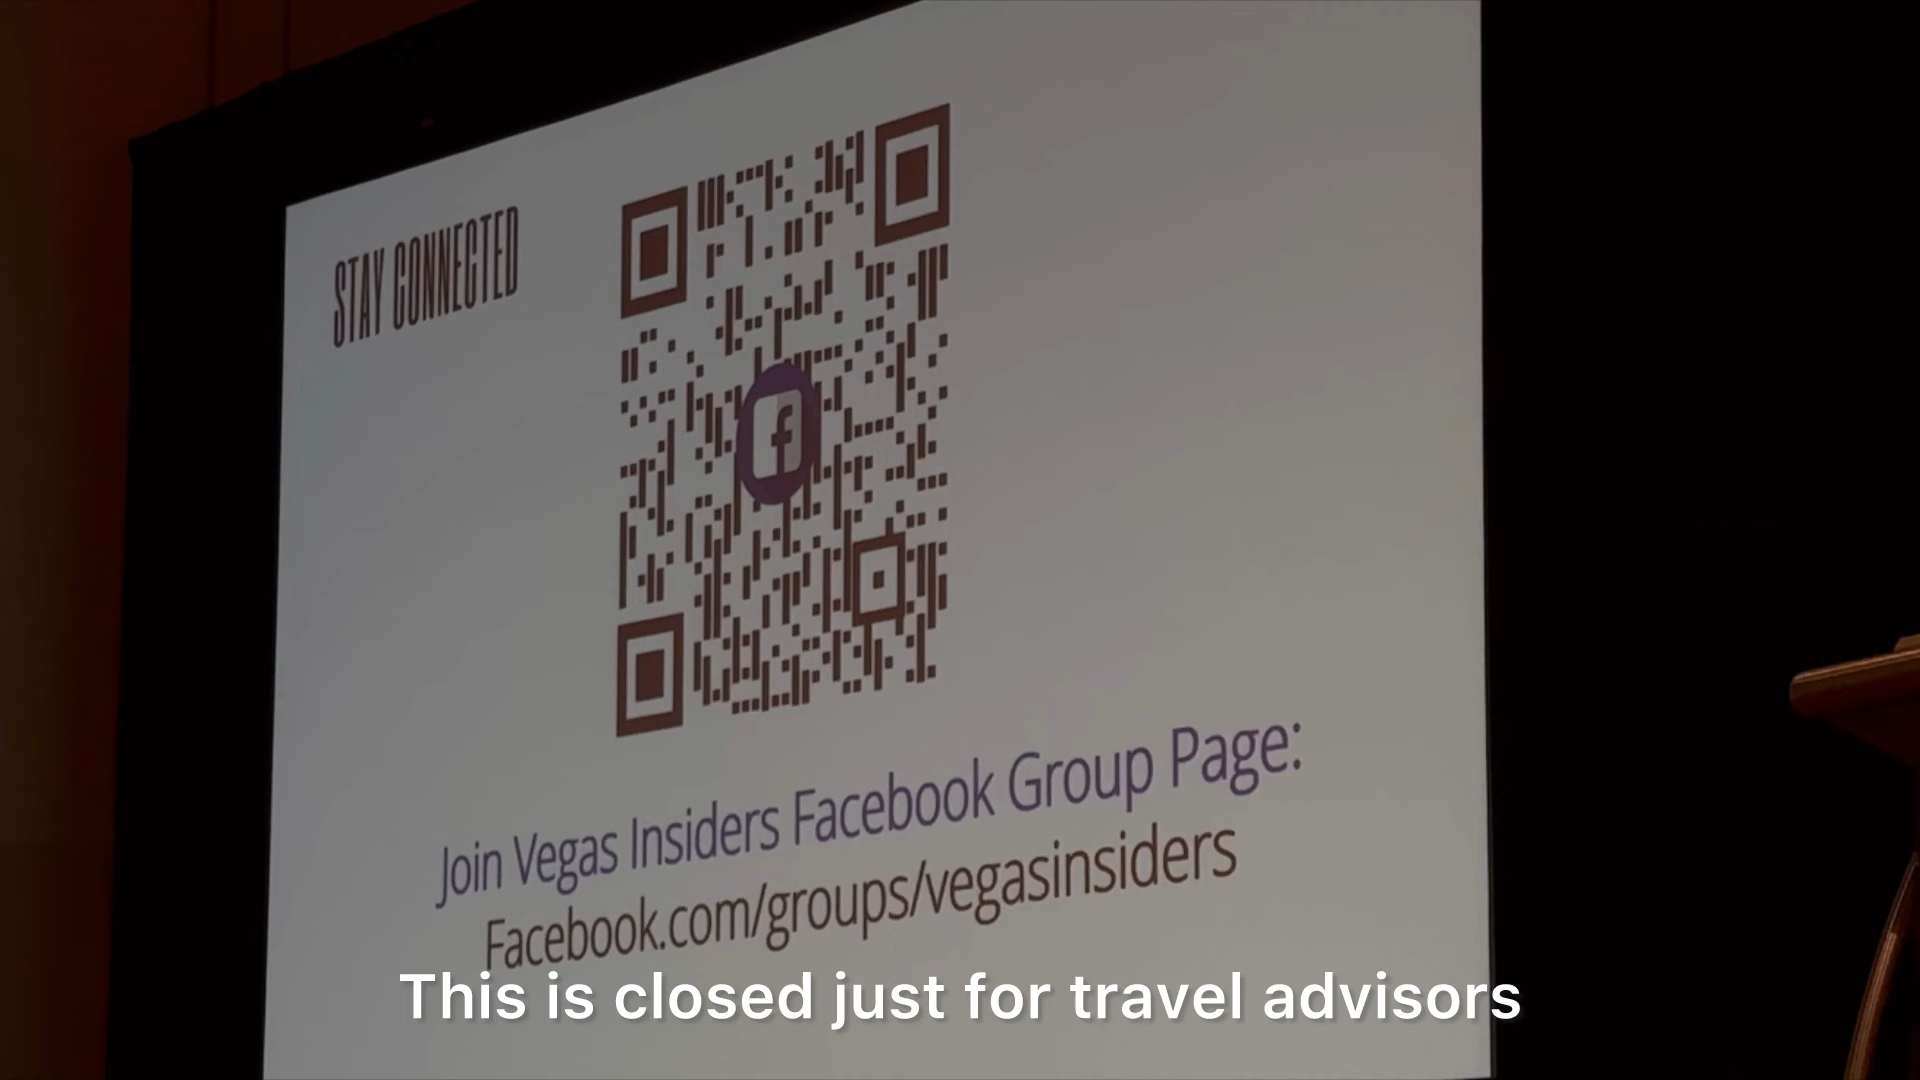 STAY CONNECTED
f
Join Vegas Insiders Facebook Group Page:
Facebook.com/groups/vegasinsiders
This is closed just for travel advisors